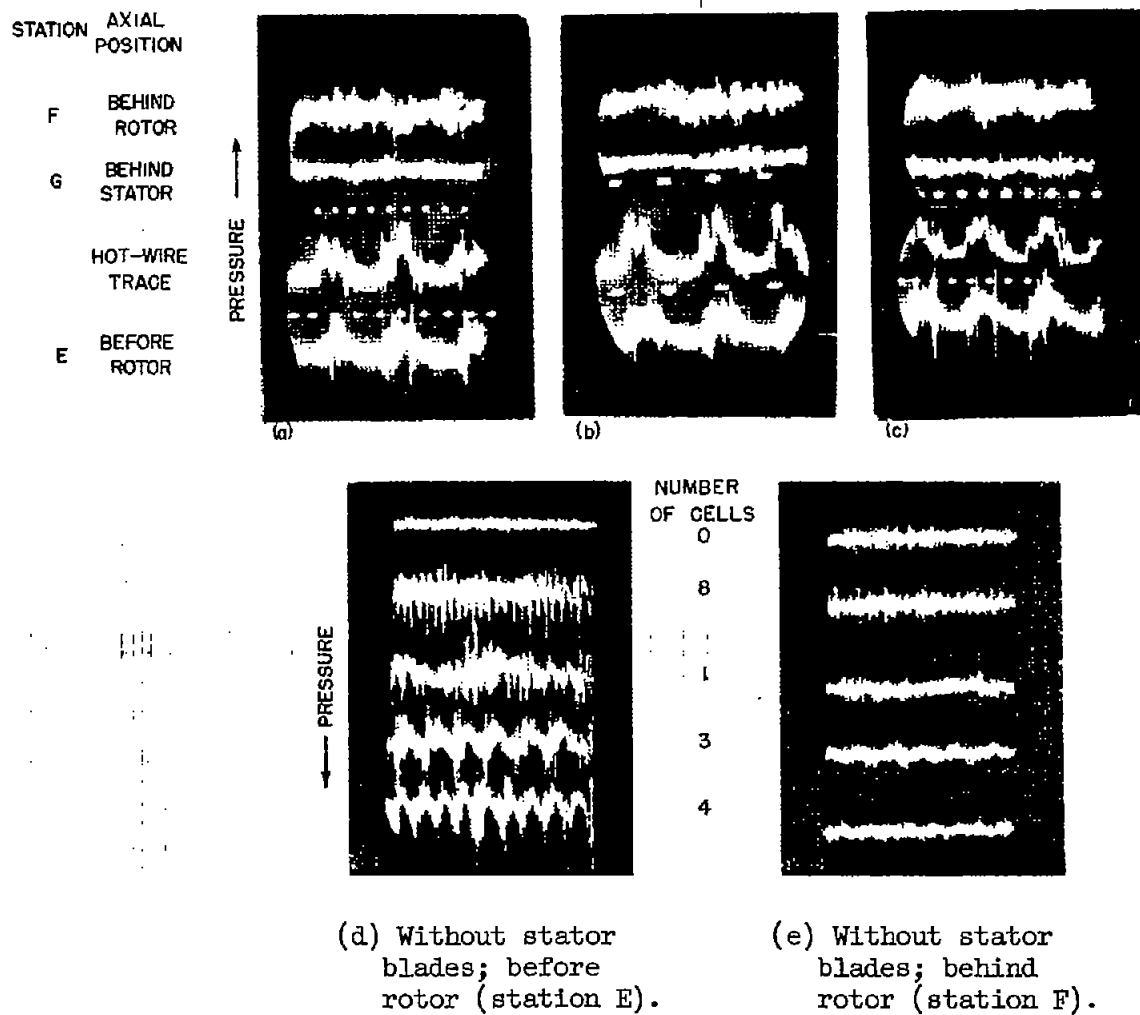 STATION AXIAL POSITION
F BEHIND ROTOR
G BEHIND STATOR
HOT-WIRE TRACE
E BEFORE ROTOR
PRESSURE
(a)
(b)
(c)
NUMBER OF CELLS
0
8
1
3
4
PRESSURE
(d) Without stator
blades; before
rotor (station E).
(e) Without stator
blades; behind
rotor (station F).